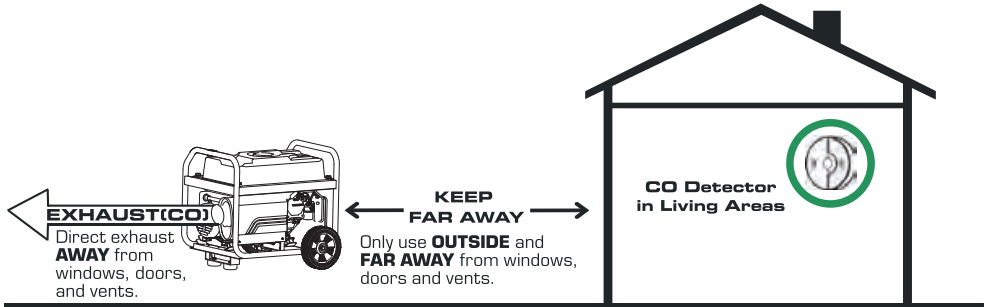 EXHAUST(CO)
Direct exhaust
AWAY from
windows, doors,
and vents.
KEEP
FAR AWAY
Only use OUTSIDE and
FAR AWAY from windows,
doors and vents.
CO Detector
in Living Areas